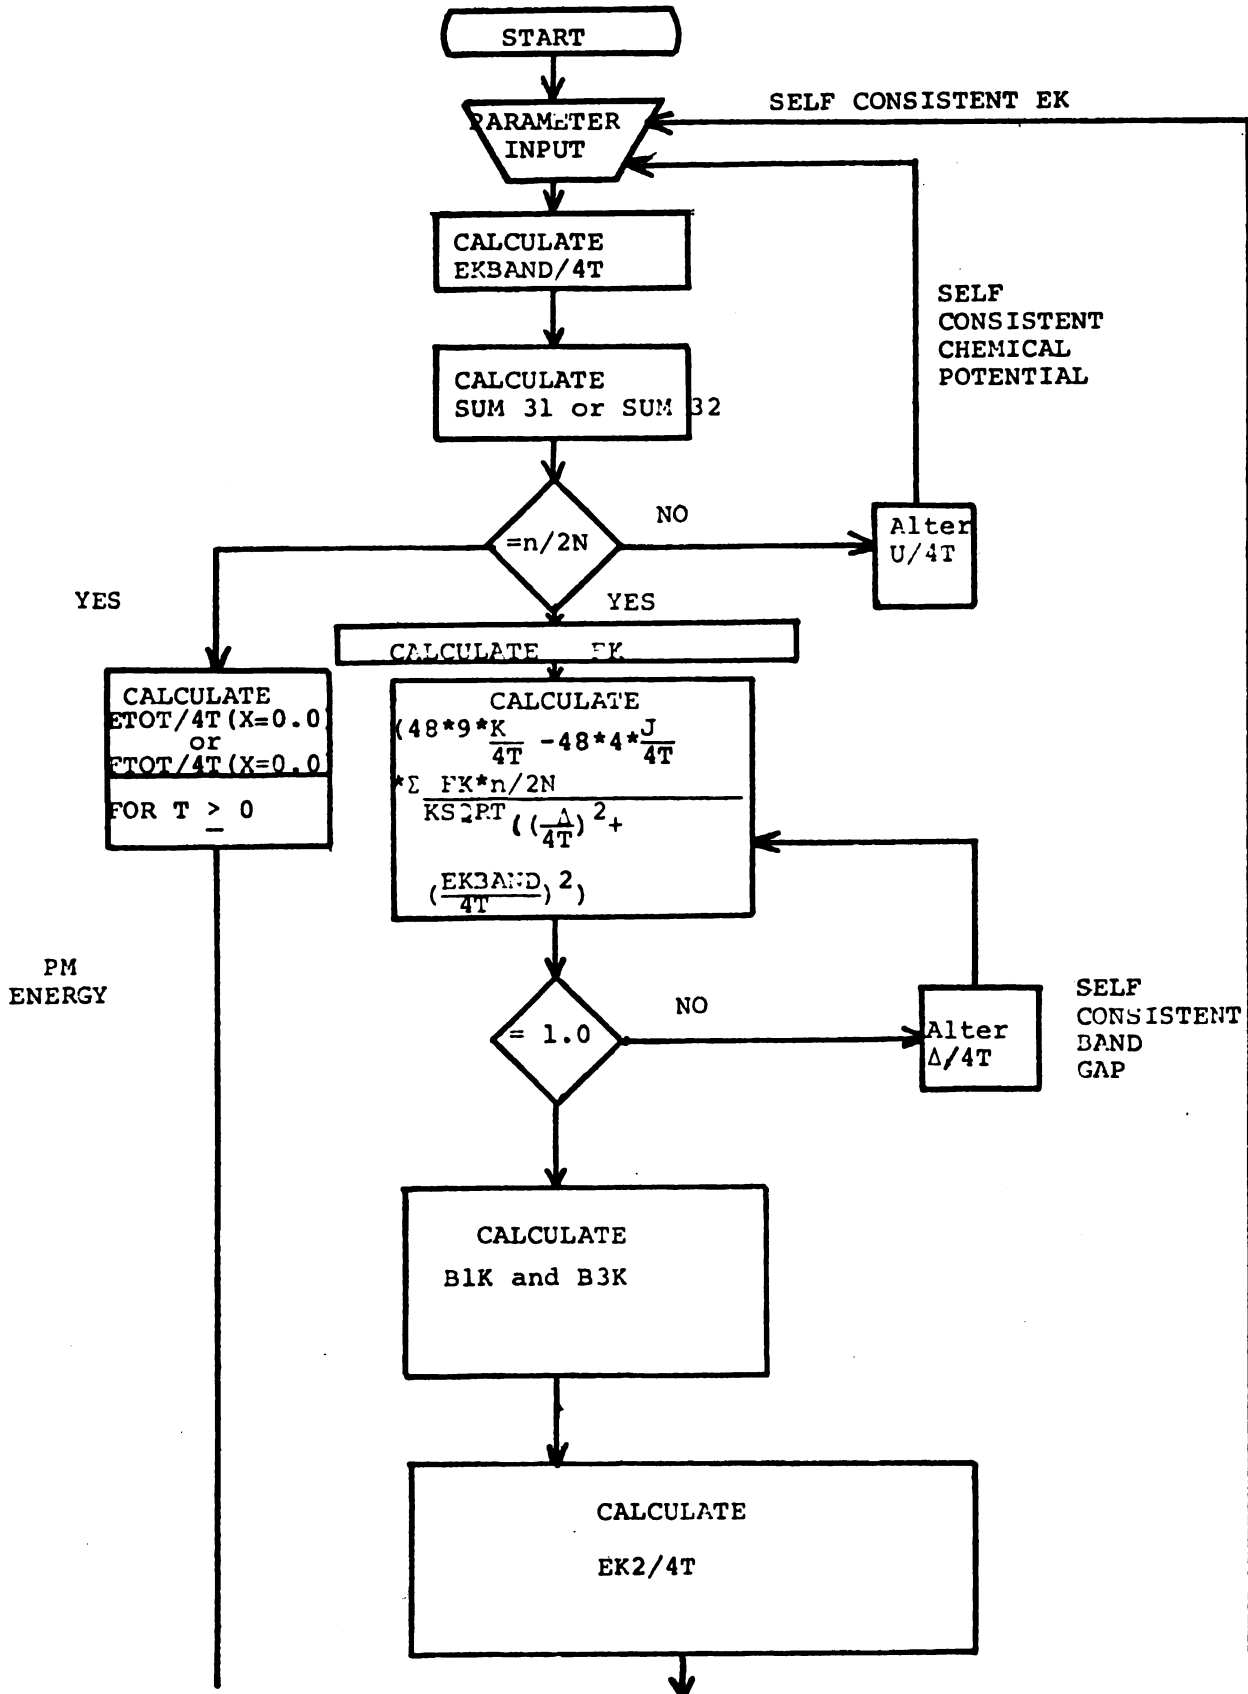 START
SELF CONSISTENT EK
PARAMETER
INPUT
CALCULATE
EKBAND/4T
SELF
CONSISTENT
CHEMICAL
POTENTIAL
CALCULATE
SUM 31 or SUM 32
NO
=n/2N
Alter
U/4T
YES
YES
CALCULATE
CALCULATE
ETOT/4T(X=0.0
or
FTOT/4T(X=0.0
FOR T ≥ 0
CALCULATE
(48*9*K/4T -48*4*J/4T
*Σ FK*n/2N
KSQRT((Δ/4T)²+
(EKBAND/4T)²)
PM
ENERGY
NO
= 1.0
Alter
Δ/4T
SELF
CONSISTENT
BAND
GAP
CALCULATE
B1K and B3K
CALCULATE
EK2/4T